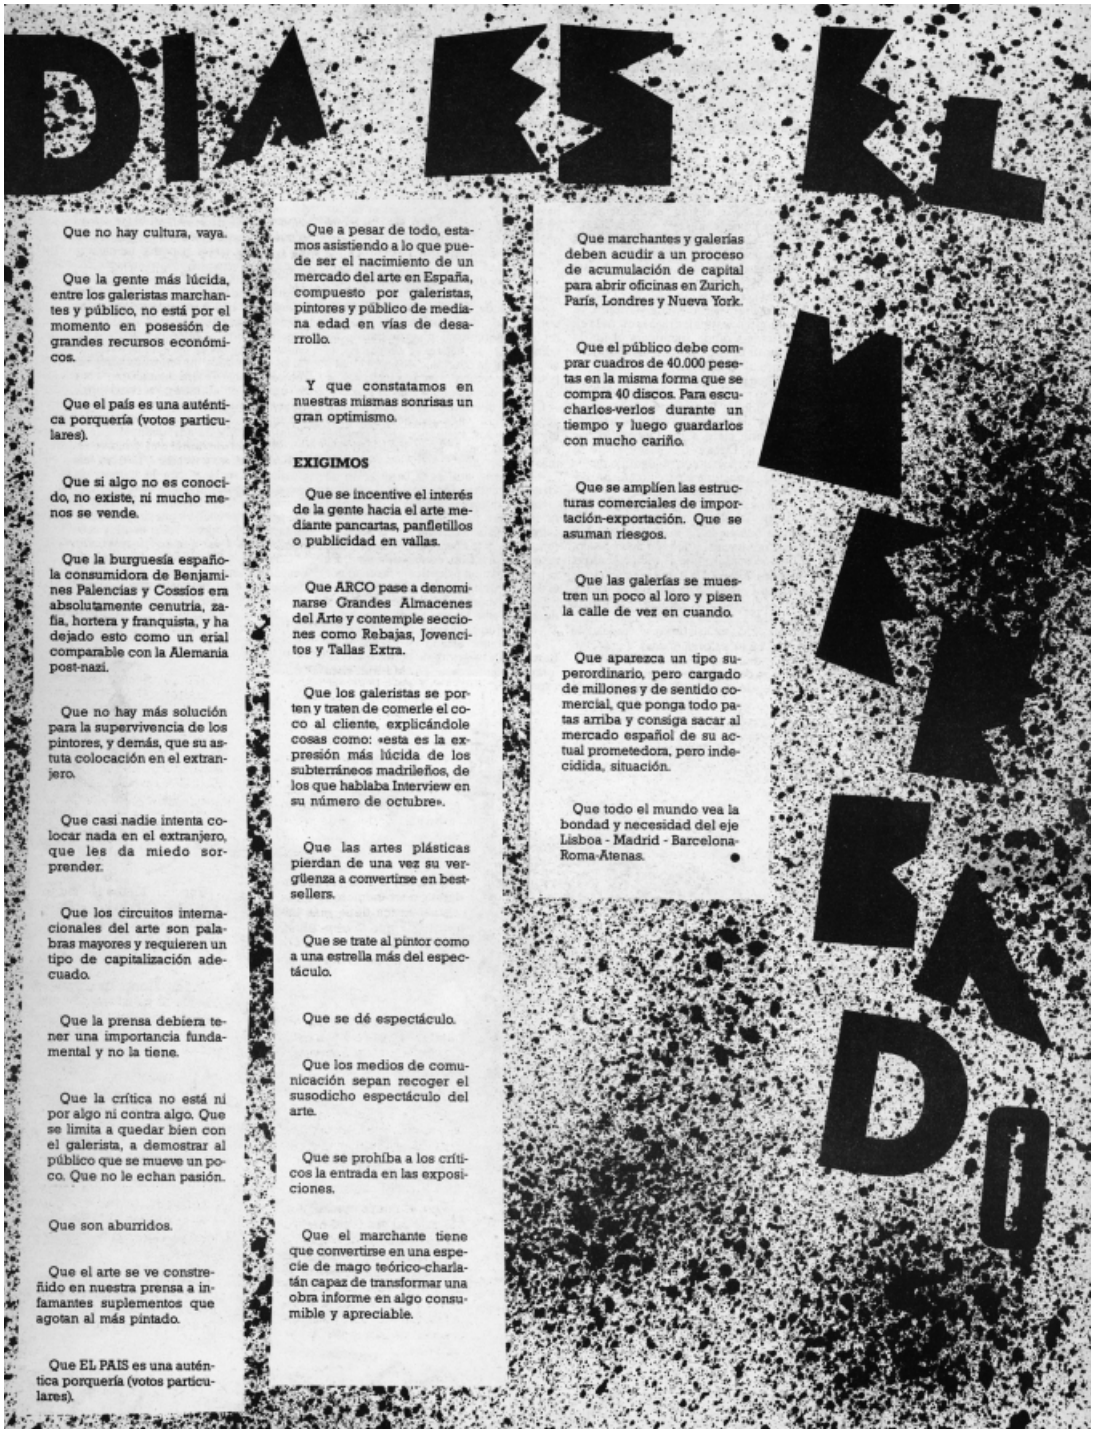 DIA ES EL
MERCADO
Que no hay cultura, vaya.
Que la gente más lúcida,
entre los galeristas marchan-
tes y público, no está por el
momento en posesión de
grandes recursos económi-
cos.
Que el país es una auténti-
ca porquería (votos particu-
lares).
Que si algo no es conoci-
do, no existe, ni mucho me-
nos se vende.
Que la burguesía españo-
la consumidora de Benjami-
nes Palencias y Cossíos era
absolutamente cenutria, za-
fia, hortera y franquista, y ha
dejado esto como un erial
comparable con la Alemania
post-nazi.
Que no hay más solución
para la supervivencia de los
pintores, y demás, que su as-
tuta colocación en el extran-
jero.
Que casi nadie intenta co-
locar nada en el extranjero,
que les da miedo sor-
prender.
Que los circuitos interna-
cionales del arte son pala-
bras mayores y requieren un
tipo de capitalización ade-
cuado.
Que la prensa debiera te-
ner una importancia funda-
mental y no la tiene.
Que la crítica no está ni
por algo ni contra algo. Que
se limita a quedar bien con
el galerista, a demostrar al
público que se mueve un po-
co. Que no le echan pasión.
Que son aburridos.
Que el arte se ve constre-
ñido en nuestra prensa a in-
famantes suplementos que
agotan al más pintado.
Que EL PAIS es una autén-
tica porquería (votos particu-
lares).
Que a pesar de todo, esta-
mos asistiendo a lo que pue-
de ser el nacimiento de un
mercado del arte en España,
compuesto por galeristas,
pintores y público de media-
na edad en vías de desa-
rrollo.
Y que constatamos en
nuestras mismas sonrisas un
gran optimismo.
EXIGIMOS
Que se incentive el interés
de la gente hacia el arte me-
diante pancartas, panfletillos
o publicidad en vallas.
Que ARCO pase a denomi-
narse Grandes Almacenes
del Arte y contemple seccio-
nes como Rebajas, Jovenci-
tos y Tallas Extra.
Que los galeristas se por-
ten y traten de comerle el co-
co al cliente, explicándole
cosas como: «esta es la ex-
presión más lúcida de los
subterráneos madrileños, de
los que hablaba Interview en
su número de octubre».
Que las artes plásticas
pierdan de una vez su ver-
güenza a convertirse en best-
sellers.
Que se trate al pintor como
a una estrella más del espec-
táculo.
Que se dé espectáculo.
Que los medios de comu-
nicación sepan recoger el
susodicho espectáculo del
arte.
Que se prohíba a los críti-
cos la entrada en las exposi-
ciones.
Que el marchante tiene
que convertirse en una espe-
cie de mago teórico-charla-
tán capaz de transformar una
obra informe en algo consu-
mible y apreciable.
Que marchantes y galerías
deben acudir a un proceso
de acumulación de capital
para abrir oficinas en Zurich,
París, Londres y Nueva York.
Que el público debe com-
prar cuadros de 40.000 pese-
tas en la misma forma que se
compra 40 discos. Para escu-
charlos-verlos durante un
tiempo y luego guardarlos
con mucho cariño.
Que se amplíen las estruc-
turas comerciales de impor-
tación-exportación. Que se
asuman riesgos.
Que las galerías se mues-
tren un poco al loro y pisen
la calle de vez en cuando.
Que aparezca un tipo su-
perordinario, pero cargado
de millones y de sentido co-
mercial, que ponga todo pa-
tas arriba y consiga sacar al
mercado español de su ac-
tual prometedora, pero inde-
cidida, situación.
Que todo el mundo vea la
bondad y necesidad del eje
Lisboa - Madrid - Barcelona-
Roma-Atenas.